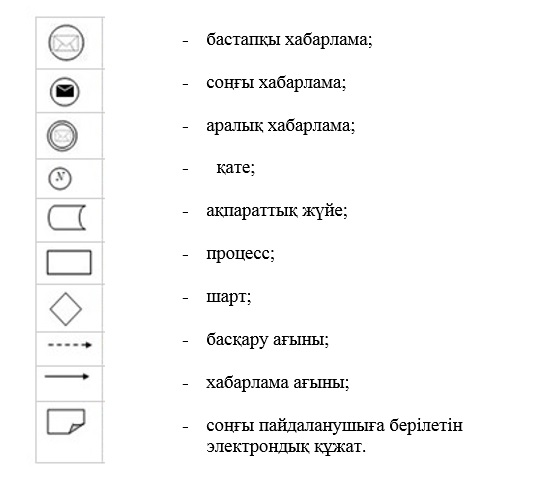 - бастапқы хабарлама;
- соңғы хабарлама;
- аралық хабарлама;
N - қате;
- ақпараттық жүйе;
- процесс;
- шарт;
- басқару ағыны;
- хабарлама ағыны;
- соңғы пайдаланушыға берілетін
электрондық құжат.